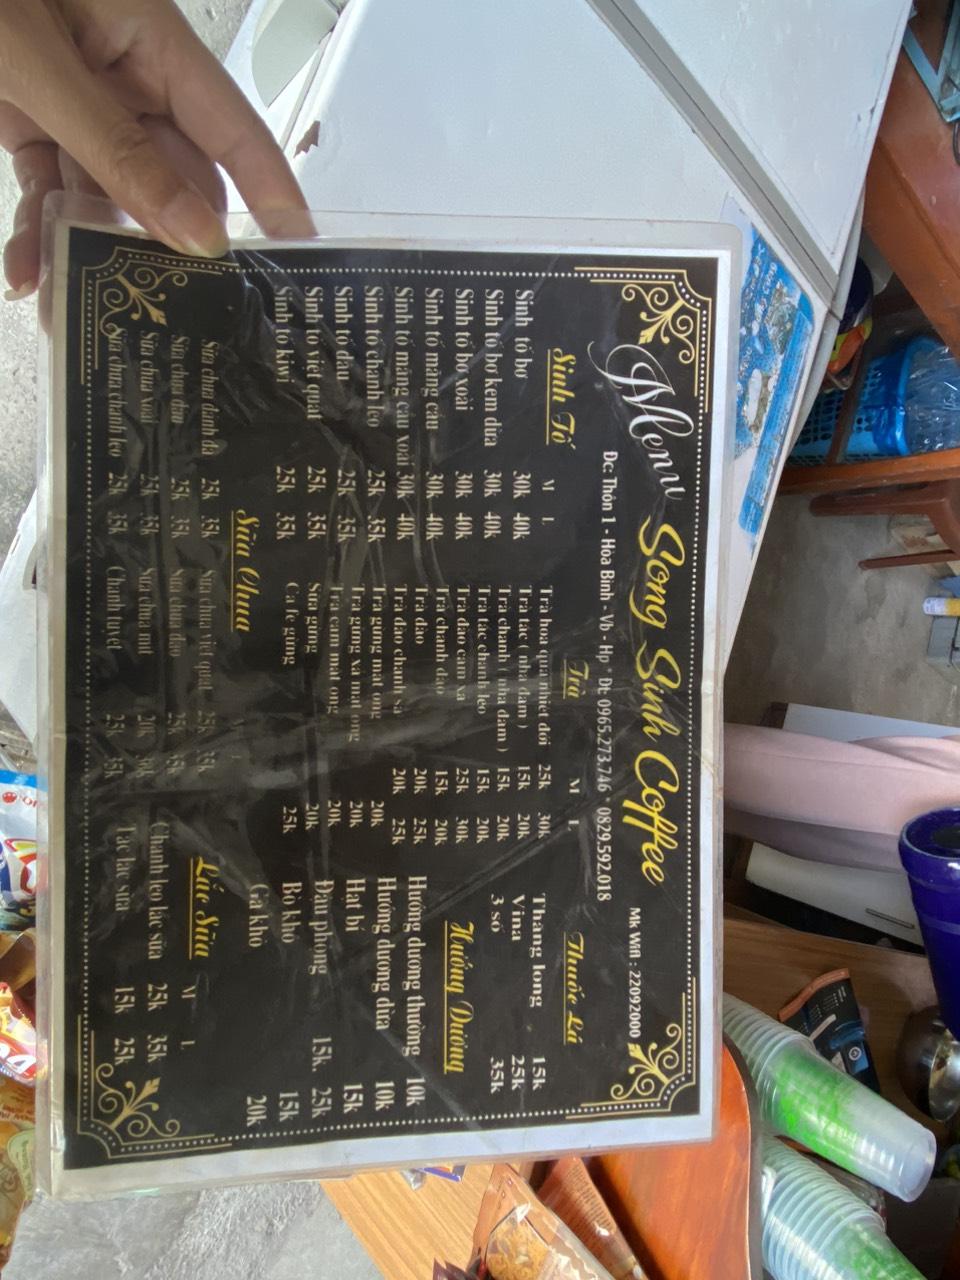 Menu Song Sinh Coffee
Mk Wifi : 22092000
Đc: Thôn 1 - Hòa Bình - Vb - Hp * Đt: 0965.273.746 * 0829.592.018
Sinh Tố
M L
Sinh tố bơ 30k 40k
Sinh tố bơ kem dừa 30k 40k
Sinh tố bơ xoài 30k 40k
Sinh tố mãng cầu 30k 40k
Sinh tố mãng cầu xoài 30k 40k
Sinh tố chanh leo 25k 35k
Sinh tố dâu 25k 35k
Sinh tố việt quất 25k 35k
Sinh tố kiwi 25k 35k
Trà
M L
Trà hoa quả nhiệt đới 25k 30k
Trà tắc ( nha đam ) 15k 20k
Trà chanh ( nha đam ) 15k 20k
Trà tắc chanh leo 15k 20k
Trà đào cam xả 25k 30k
Trà chanh đào 15k 20k
Trà đào 20k 25k
Trà đào chanh sả 20k 25k
Trà gừng mật ong 20k
Trà gừng xả mật ong 20k
Trà cam mật ong 20k
Sữa gừng 20k
Cà fê gừng 25k
Thuốc Lá
Thăng long 15k
Vina 25k
3 số 35k
Hướng Dương
Hướng dương thường 10k
Hướng dương dừa 10k
Hạt bí 15k
Đậu phộng 15k 25k
Bò khô 15k
Gà khô 20k
Sữa Chua
Sữa chua đánh đá 25k 35k
Sữa chua dâu 25k 35k
Sữa chua xoài 25k 35k
Sữa chua chanh leo 25k 35k
Sữa chua việt quất 25k 35k
Sữa chua đào 25k 35k
Sữa chua mít 20k 30k
Chanh tuyết 25k 35k
Lắc Sữa
M L
Chanh leo lắc sữa 25k 35k
Tắc lắc sữa 15k 25k